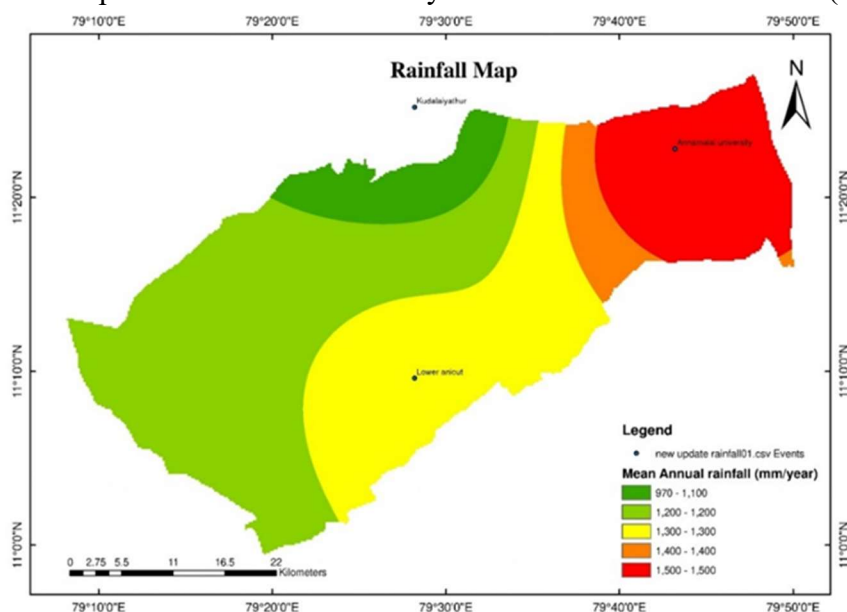 79°10'0"E 79°20'0"E 79°30'0"E 79°40'0"E 79°50'0"E
Rainfall Map
N
Kudalaiyathur
Annamalai university
11°20'0"N 11°20'0"N
11°10'0"N 11°10'0"N
Lower anicut
Legend
new update rainfall01.csv Events
Mean Annual rainfall (mm/year)
970 - 1,100
1,200 - 1,200
1,300 - 1,300
1,400 - 1,400
1,500 - 1,500
11°0'0"N 11°0'0"N
0 2.75 5.5 11 16.5 22
Kilometers
79°10'0"E 79°20'0"E 79°30'0"E 79°40'0"E 79°50'0"E